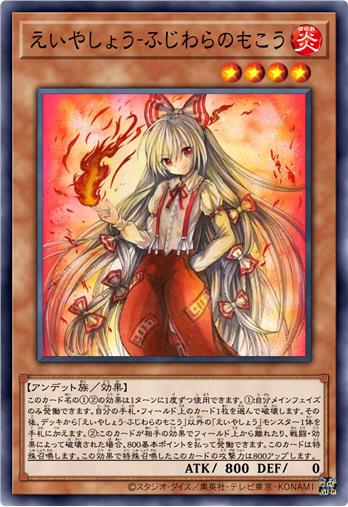 えいやしょう-ふじわらのもこう
炎
ほのお
【アンデット族／効果】
このカード名の①②の効果は1ターンに1度ずつ使用できます。①:自分メインフェイズ
のみ発動できます。自分の手札・フィールド上のカード1枚を選んで破壊します。その
後、デッキから「えいやしょう-ふじわらのもこう」以外の「えいやしょう」モンスター1体を
手札に加えます。②:このカードが相手の効果でフィールド上から離れたり、戦闘・効
果によって破壊された場合、800基本ポイントを払って発動できます。このカードは特
殊召喚します。この効果で特殊召喚したこのカードの攻撃力は800アップします。
ATK/ 800 DEF/ 0
©スタジオ・ダイス/集英社・テレビ東京・KONAMI